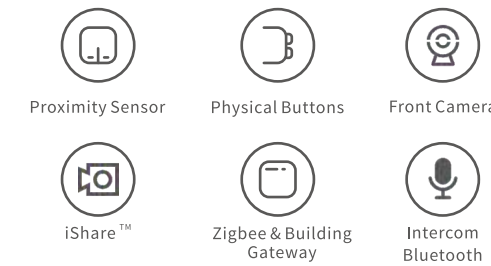 Proximity Sensor
Physical Buttons
Front Camera
iShare™
Zigbee & Building
Gateway
Intercom
Bluetooth